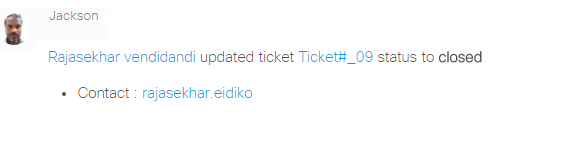 Jackson
Rajasekhar vendidandi updated ticket Ticket#_09 status to closed
• Contact : rajasekhar.eidiko